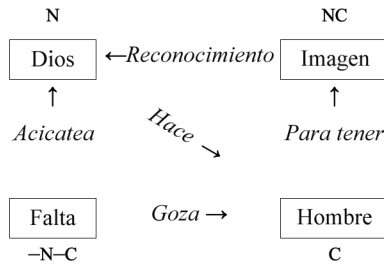 N NC
Dios ←Reconocimiento Imagen
↑ ↑
Acicatea Hace → Para tener
Falta Goza → Hombre
–N–C C